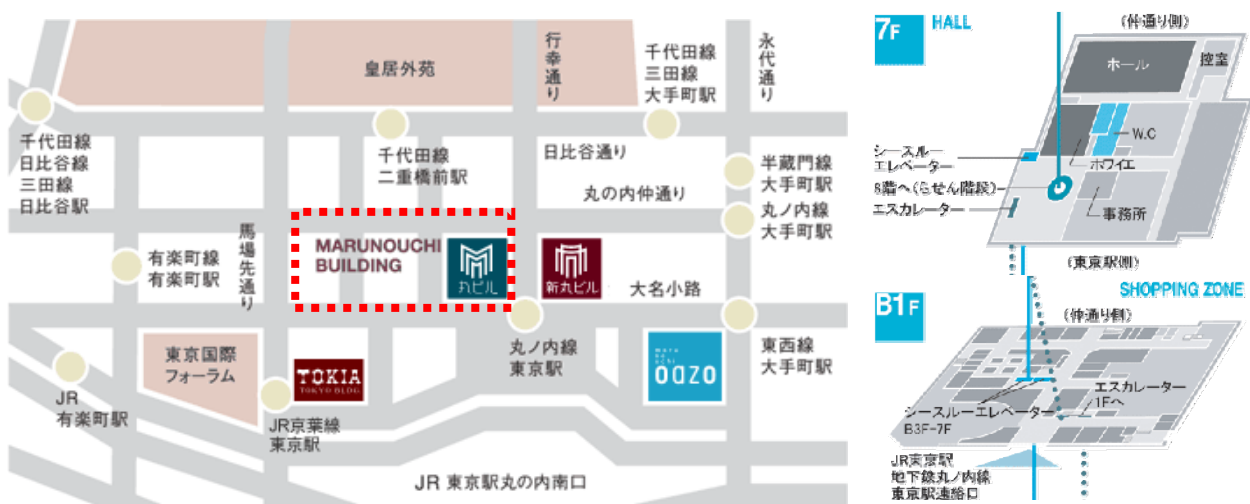 皇居外苑
行幸通り
千代田線
三田線
大手町駅
永代通り
千代田線
日比谷線
三田線
日比谷駅
千代田線
二重橋前駅
日比谷通り
半蔵門線
大手町駅
丸の内仲通り
丸ノ内線
大手町駅
有楽町線
有楽町駅
馬場先通り
MARUNOUCHI
BUILDING
丸ビル
新丸ビル
大名小路
東京国際
フォーラム
TOKIA
TOKYO BLDG.
丸ノ内線
東京駅
maru
no
uchi
oazo
東西線
大手町駅
JR
有楽町駅
JR京葉線
東京駅
JR 東京駅丸の内南口
7F
HALL
(仲通り側)
ホール
控室
W.C
シースルー
エレベーター
ホワイエ
8階へ(らせん階段)
エスカレーター
事務所
(東京駅側)
B1F
SHOPPING ZONE
(仲通り側)
エスカレーター
1Fへ
シースルーエレベーター
B3F-7F
JR東京駅
地下鉄丸ノ内線
東京駅連絡口